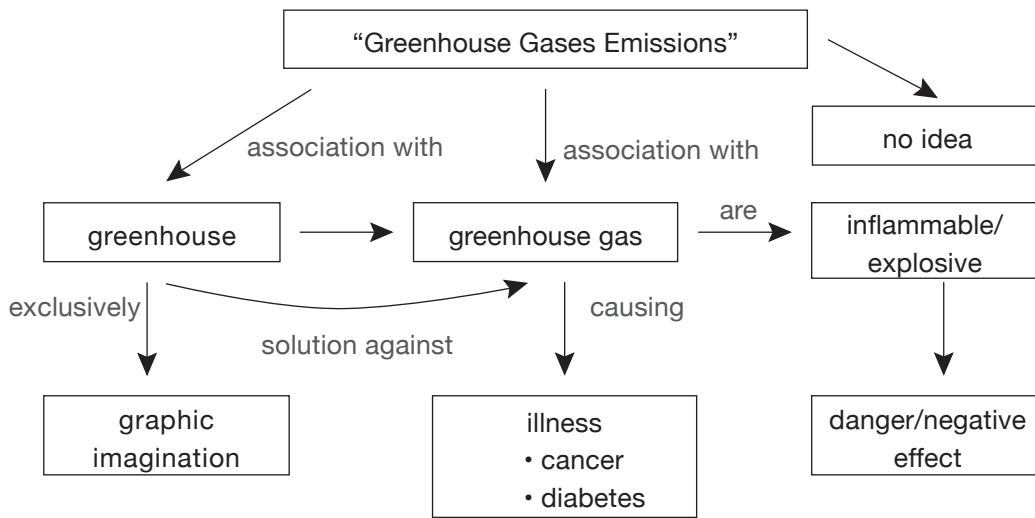 “Greenhouse Gases Emissions”
no idea
association with
association with
greenhouse
greenhouse gas
are
inflammable/
explosive
exclusively
solution against
causing
graphic
imagination
illness
• cancer
• diabetes
danger/negative
effect